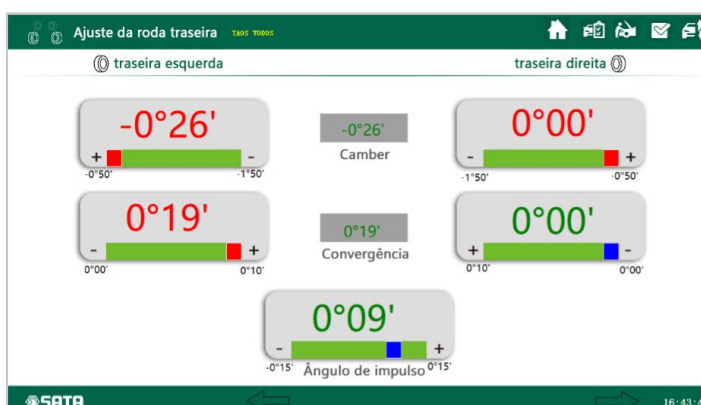 Ajuste da roda traseira TAOS TODOS
traseira esquerda
traseira direita
-0°26'
+ -
-0°50' -1°50'
-0°26'
Camber
0°00'
- +
-1°50' -0°50'
0°19'
- +
0°00' 0°10'
0°19'
Convergência
0°00'
+ -
0°10' 0°00'
0°09'
- +
-0°15' Ângulo de impulso 0°15'
SATA